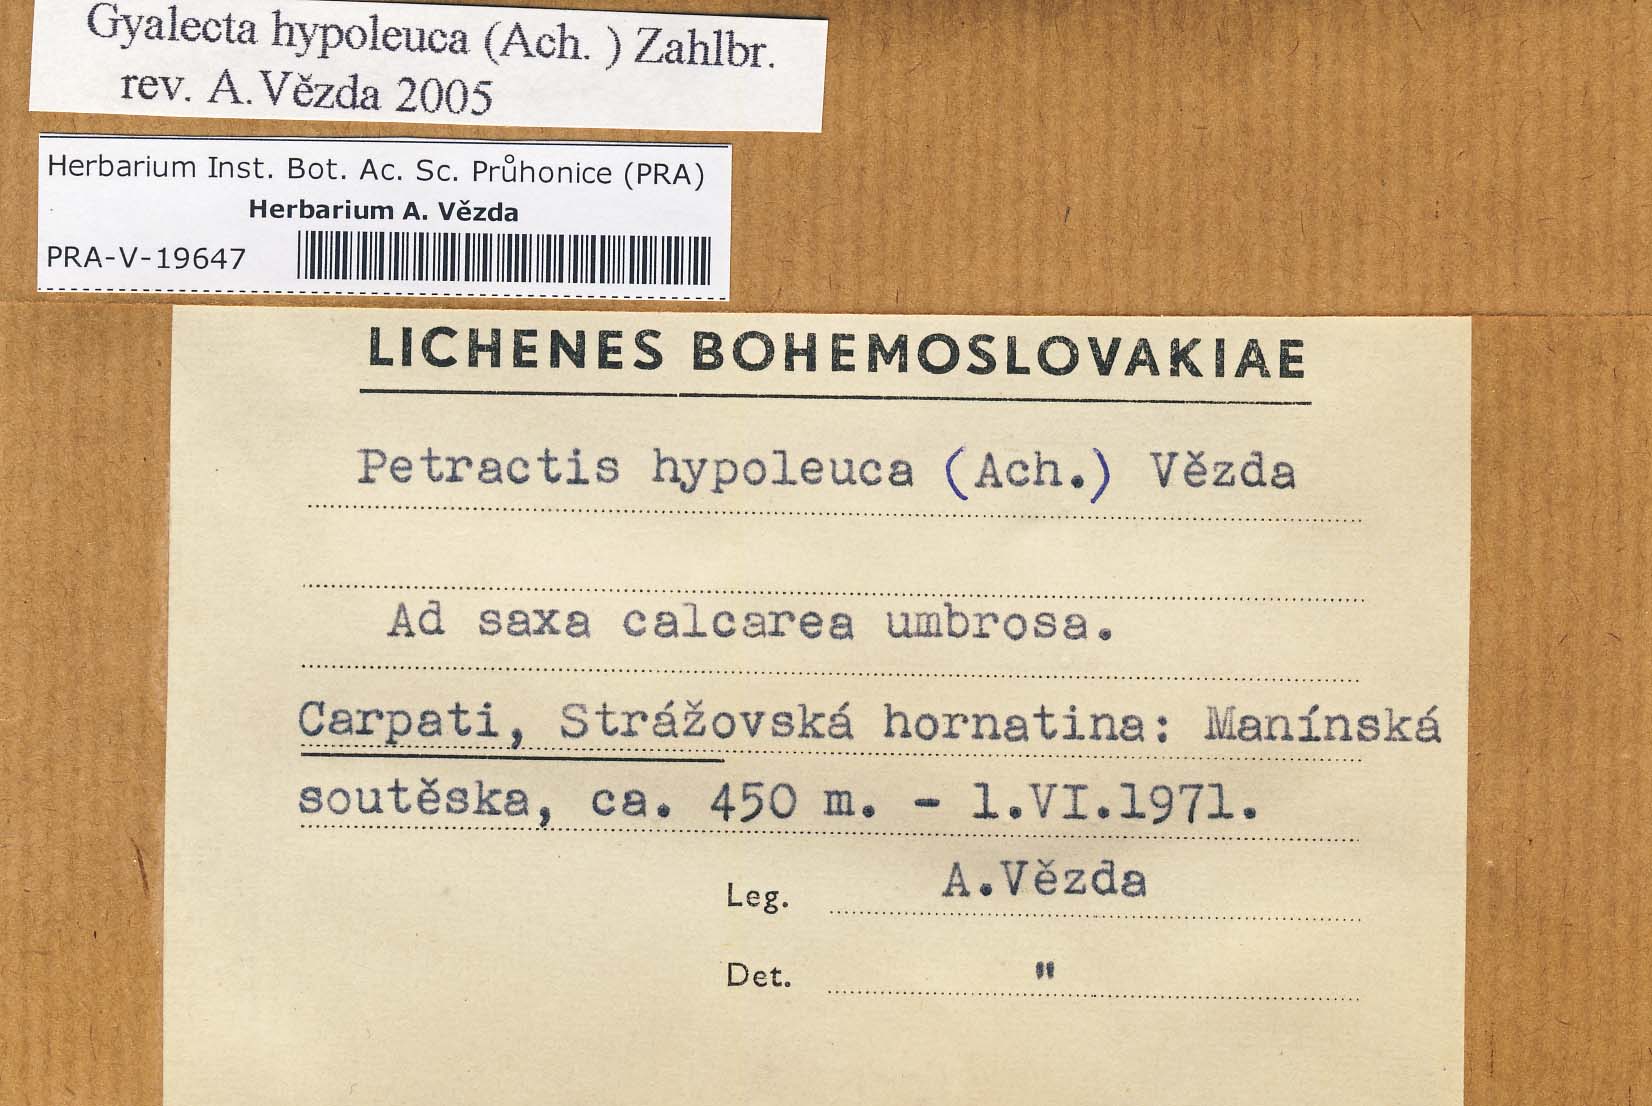 Gyalecta hypoleuca (Ach. ) Zahlbr.
rev. A. Vězda 2005
Herbarium Inst. Bot. Ac. Sc. Průhonice (PRA)
Herbarium A. Vězda
PRA-V-19647
LICHENES BOHEMOSLOVAKIAE
Petractis hypoleuca (Ach.) Vězda
Ad saxa calcarea umbrosa.
Carpati, Strážovská hornatina: Manínská
soutěska, ca. 450 m. - 1.VI.1971.
Leg. A.Vězda
Det. "